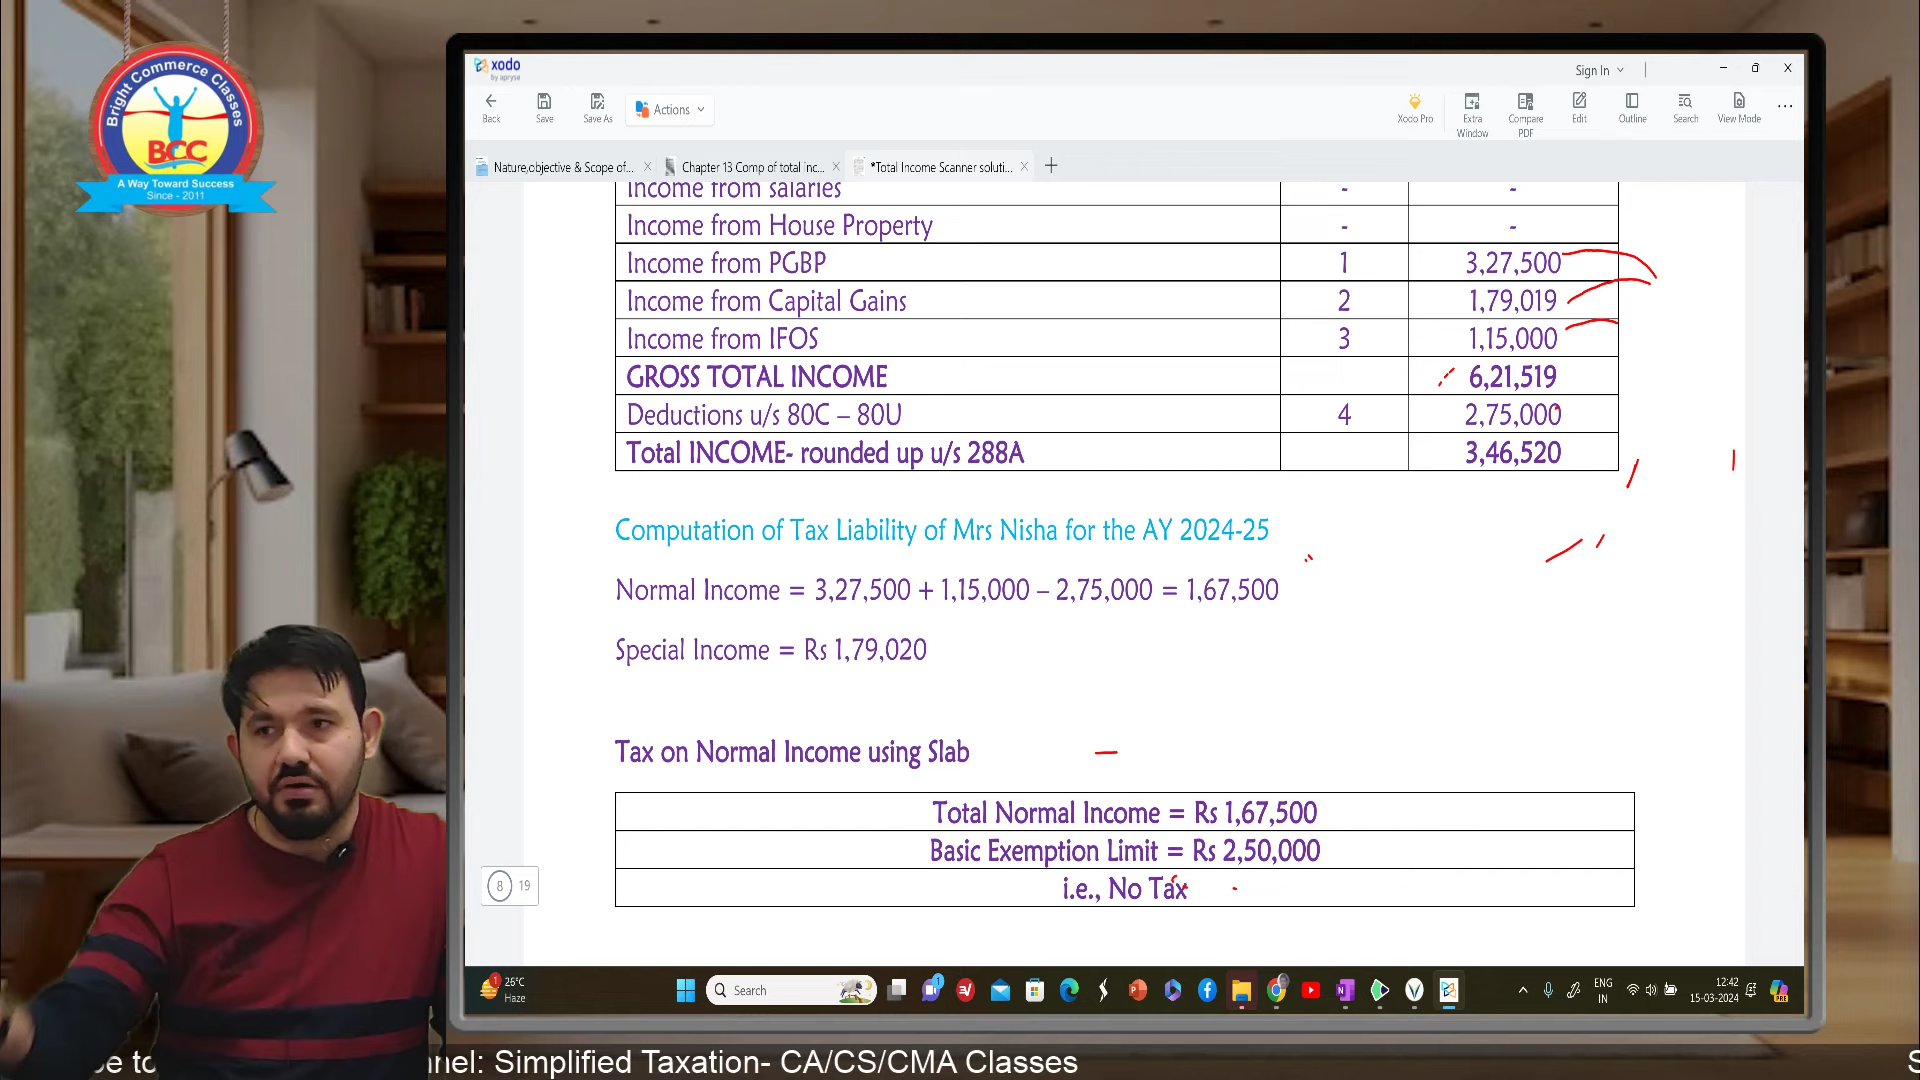 Bright Commerce Classes
BCC
A Way Toward Success
Since - 2011
xodo
by apryse
Sign In
Back
Save
Save As
Actions
Xodo Pro
Extra Window
Compare PDF
Edit
Outline
Search
View Mode
Nature,objective & Scope of...
Chapter 13 Comp of total inc...
*Total Income Scanner soluti...
Income from salaries - -
Income from House Property - -
Income from PGBP 1 3,27,500
Income from Capital Gains 2 1,79,019
Income from IFOS 3 1,15,000
GROSS TOTAL INCOME 6,21,519
Deductions u/s 80C – 80U 4 2,75,000
Total INCOME- rounded up u/s 288A 3,46,520
Computation of Tax Liability of Mrs Nisha for the AY 2024-25
Normal Income = 3,27,500 + 1,15,000 – 2,75,000 = 1,67,500
Special Income = Rs 1,79,020
Tax on Normal Income using Slab
Total Normal Income = Rs 1,67,500
Basic Exemption Limit = Rs 2,50,000
i.e., No Tax
8 19
26°C
Haze
Search
ENG
IN
12:42
15-03-2024
e to nnel: Simplified Taxation- CA/CS/CMA Classes S